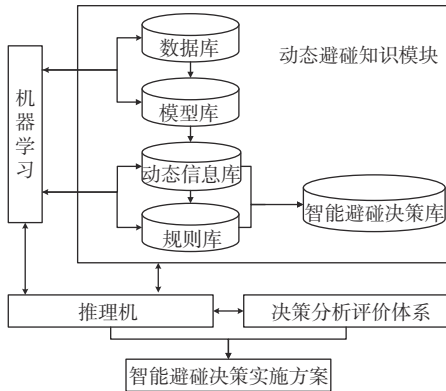 数据库
动态避碰知识模块
机器学习
模型库
动态信息库
智能避碰决策库
规则库
推理机
决策分析评价体系
智能避碰决策实施方案